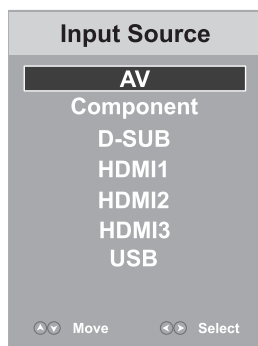 Input Source
AV
Component
D-SUB
HDMI1
HDMI2
HDMI3
USB
Move Select